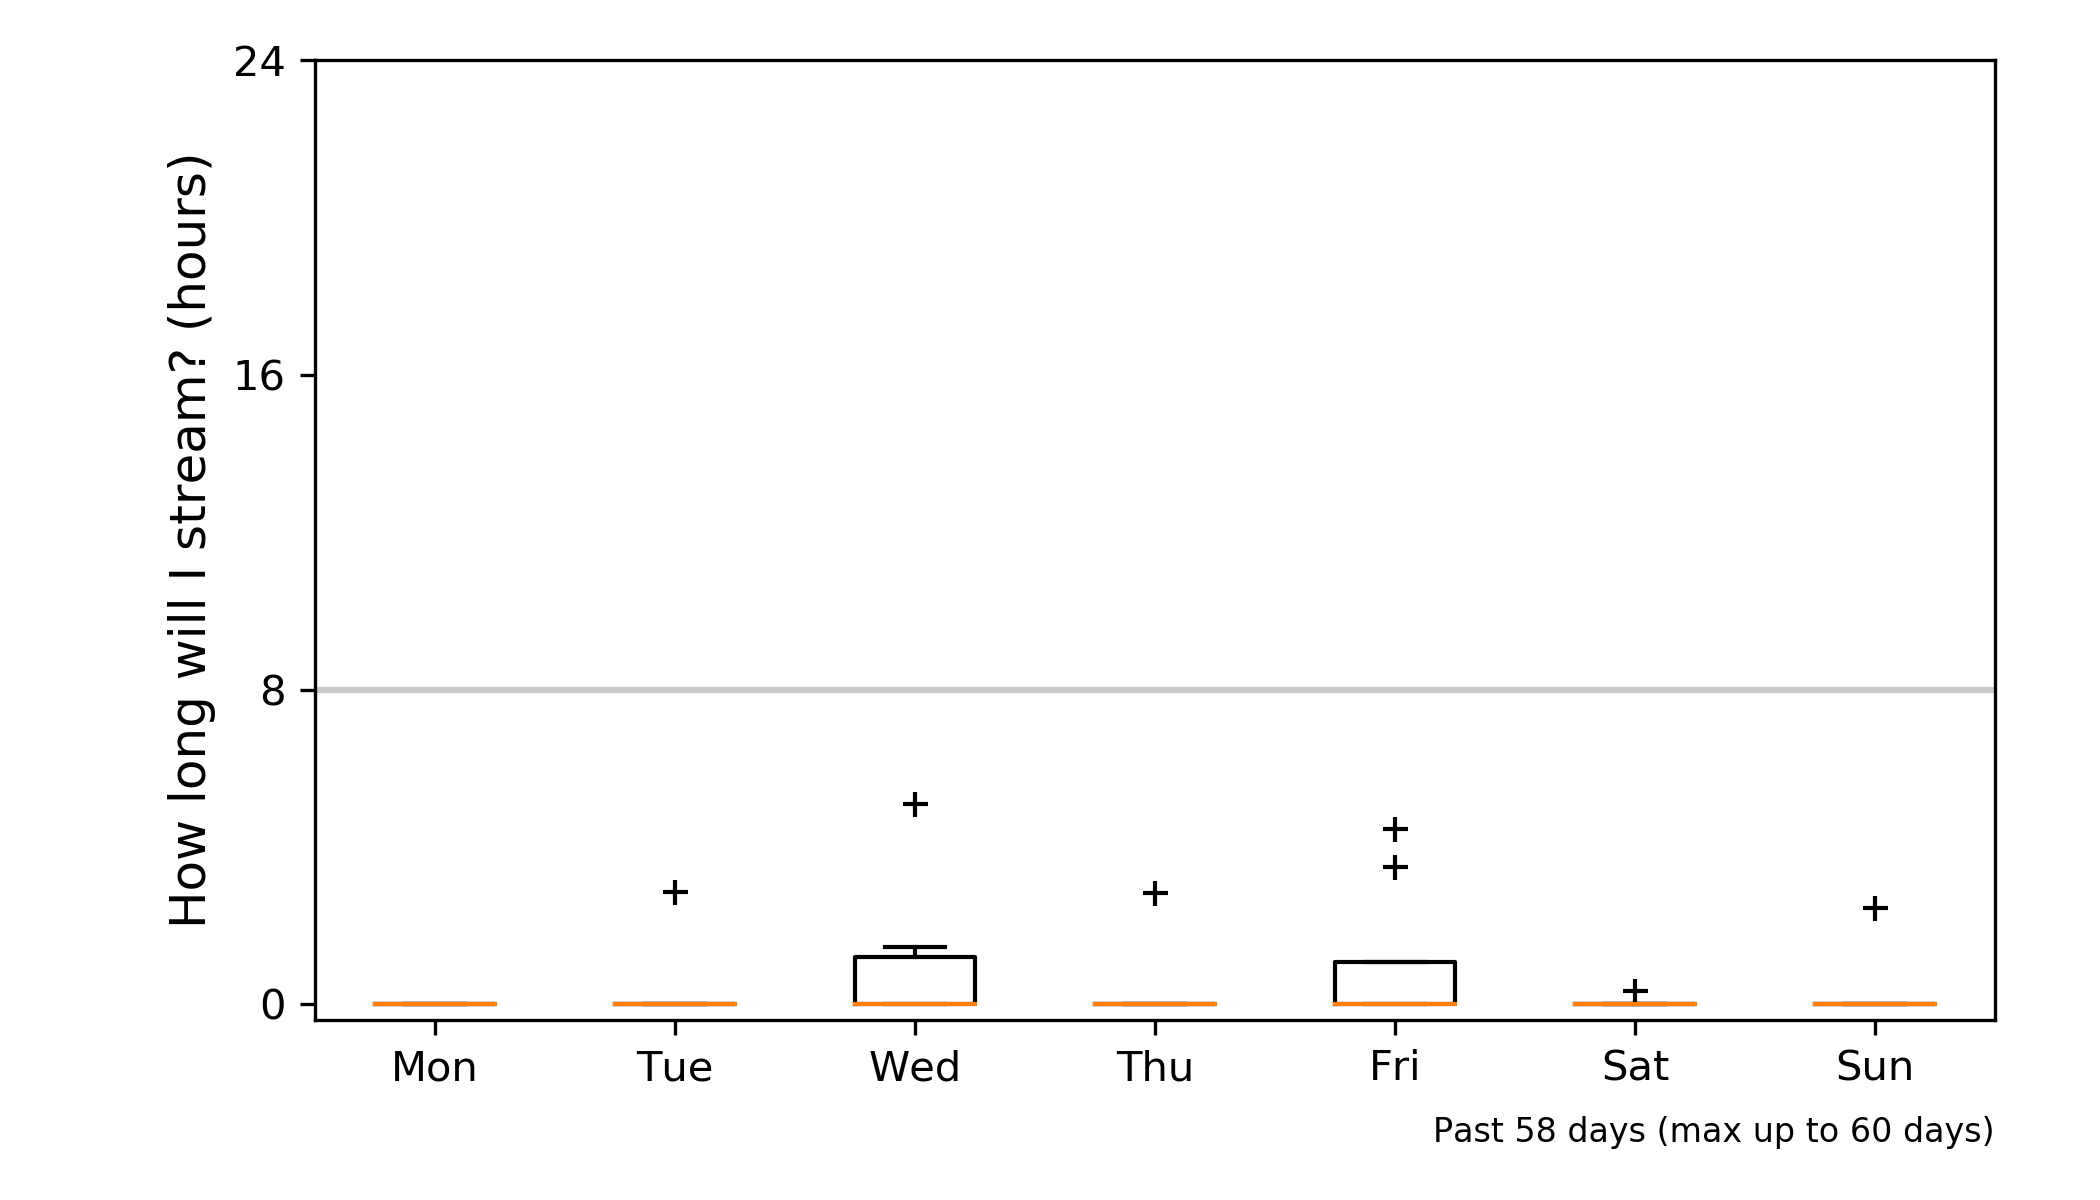 How long will I stream? (hours)
24
16
8
0
Mon Tue Wed Thu Fri Sat Sun
Past 58 days (max up to 60 days)